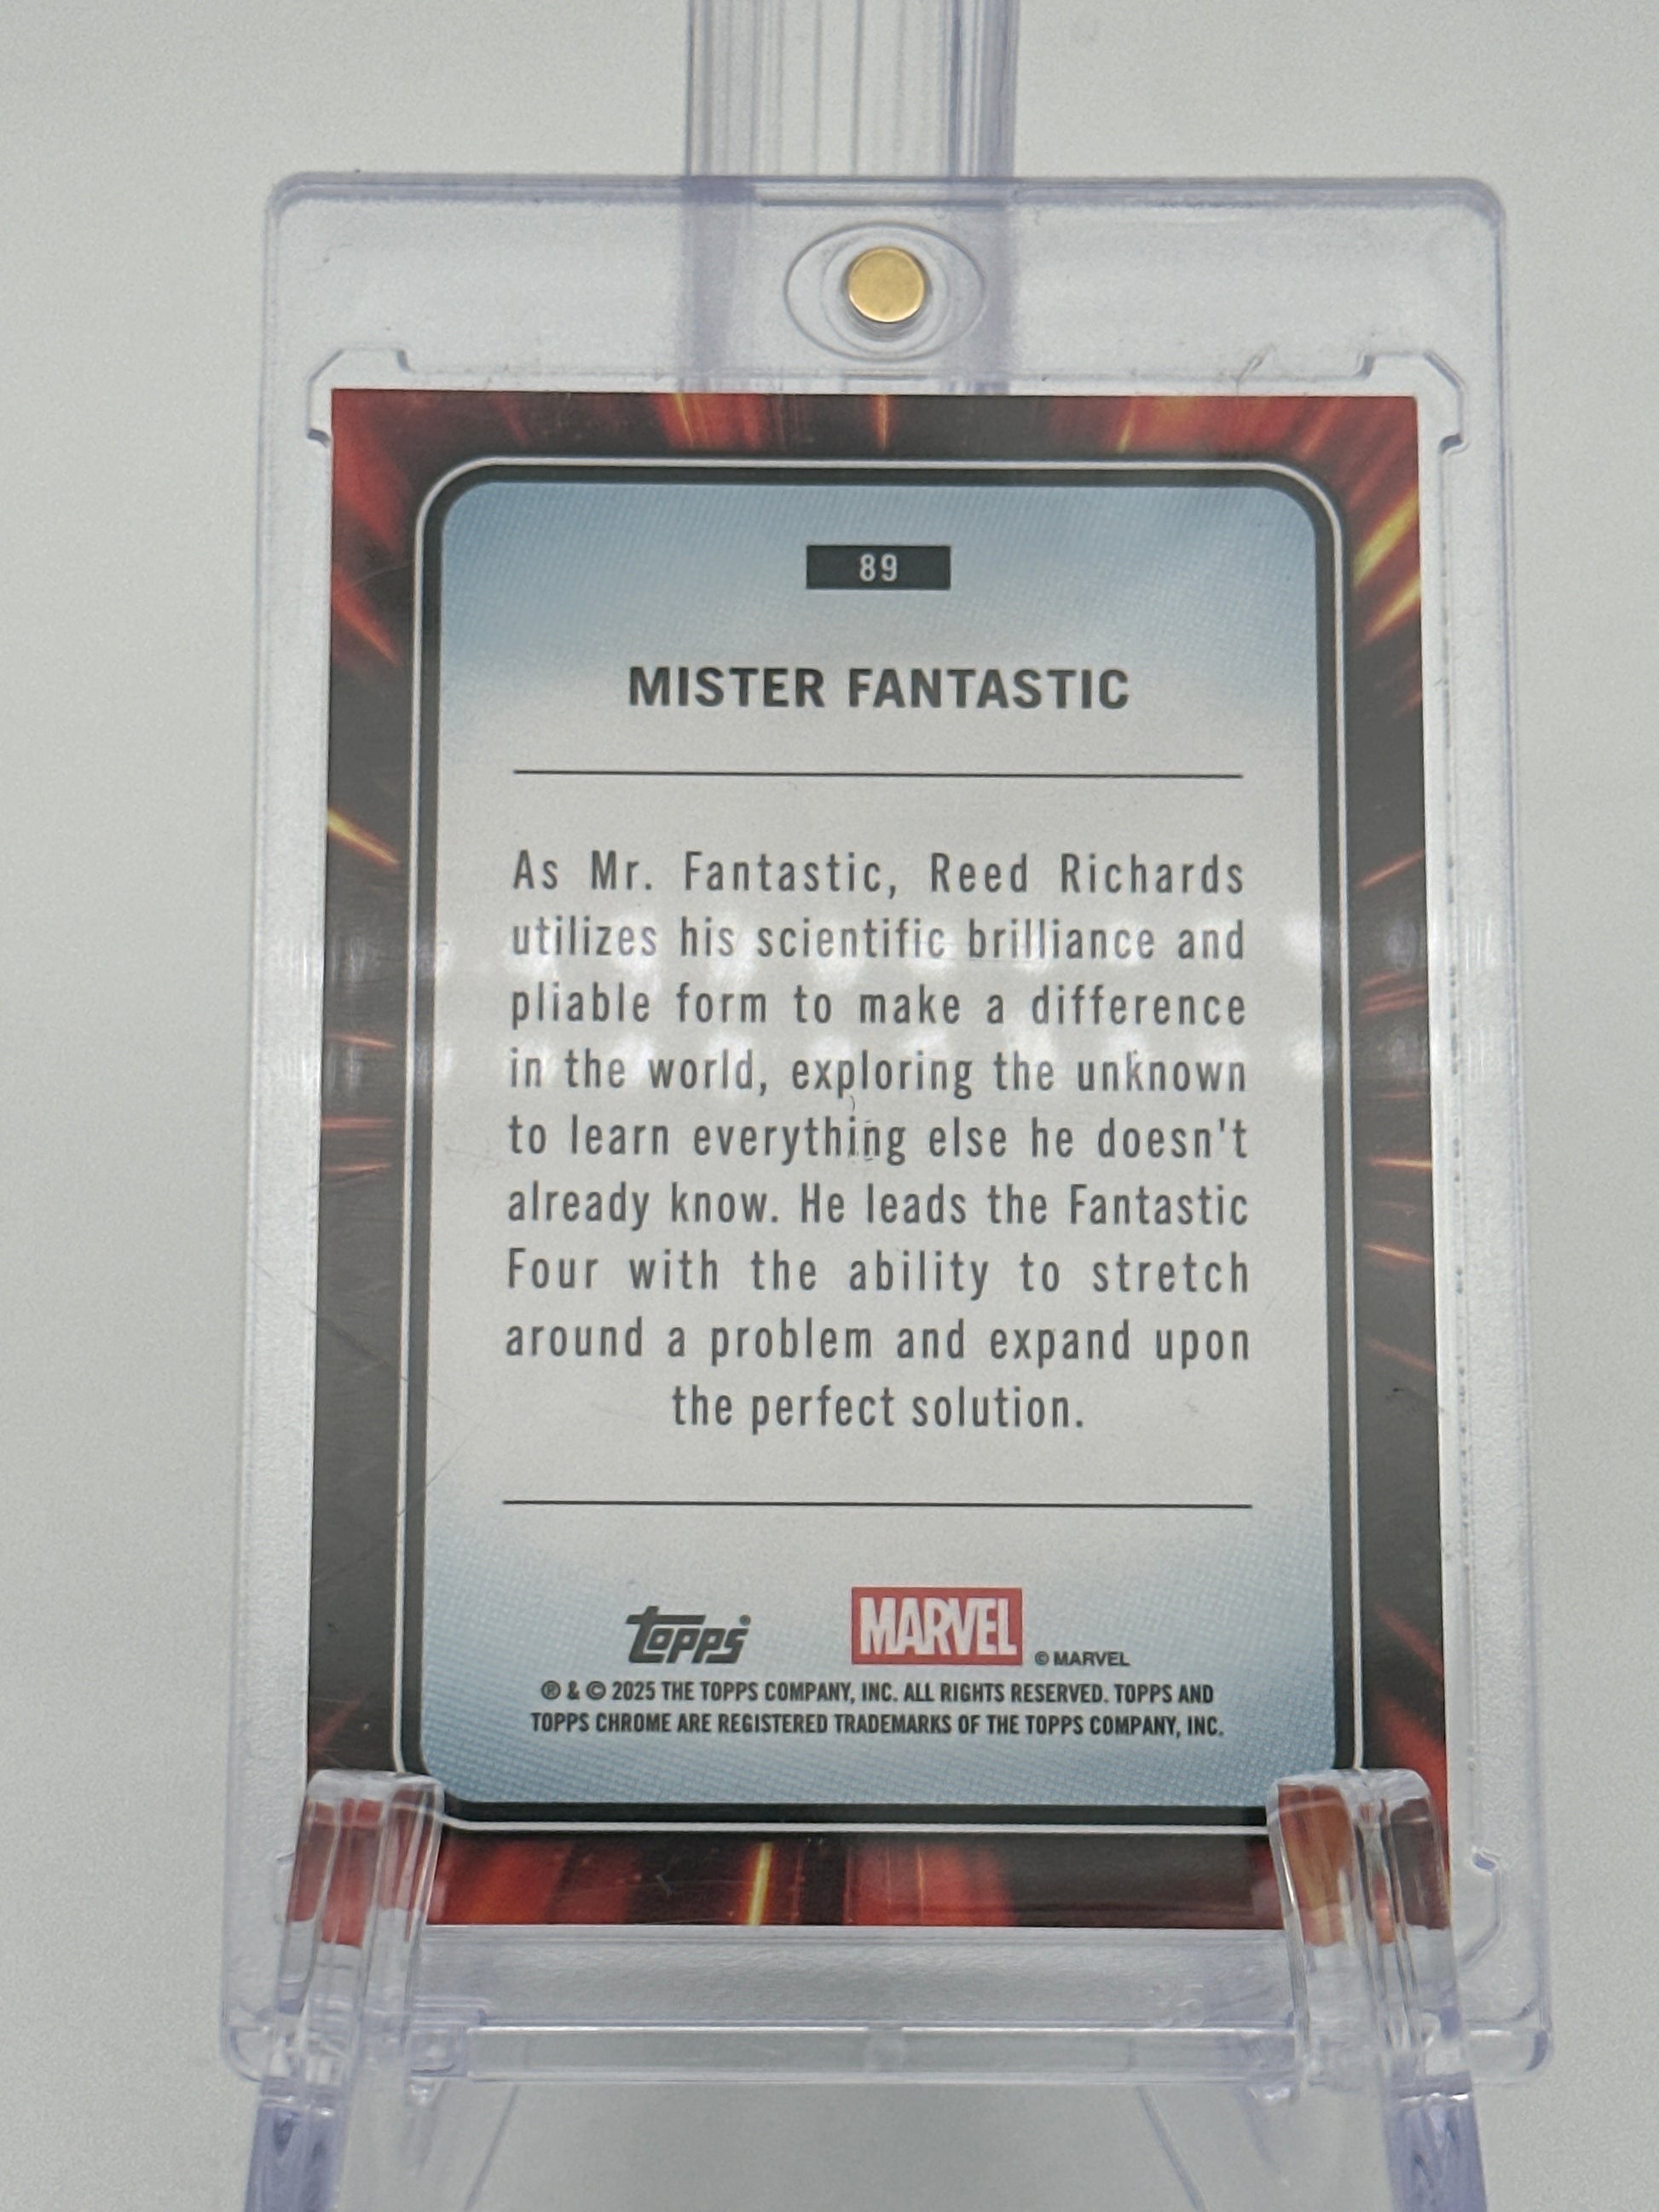 89
MISTER FANTASTIC
As Mr. Fantastic, Reed Richards
utilizes his scientific brilliance and
pliable form to make a difference
in the world, exploring the unknown
to learn everything else he doesn't
already know. He leads the Fantastic
Four with the ability to stretch
around a problem and expand upon
the perfect solution.
topps MARVEL © MARVEL
® & © 2025 THE TOPPS COMPANY, INC. ALL RIGHTS RESERVED. TOPPS AND
TOPPS CHROME ARE REGISTERED TRADEMARKS OF THE TOPPS COMPANY, INC.